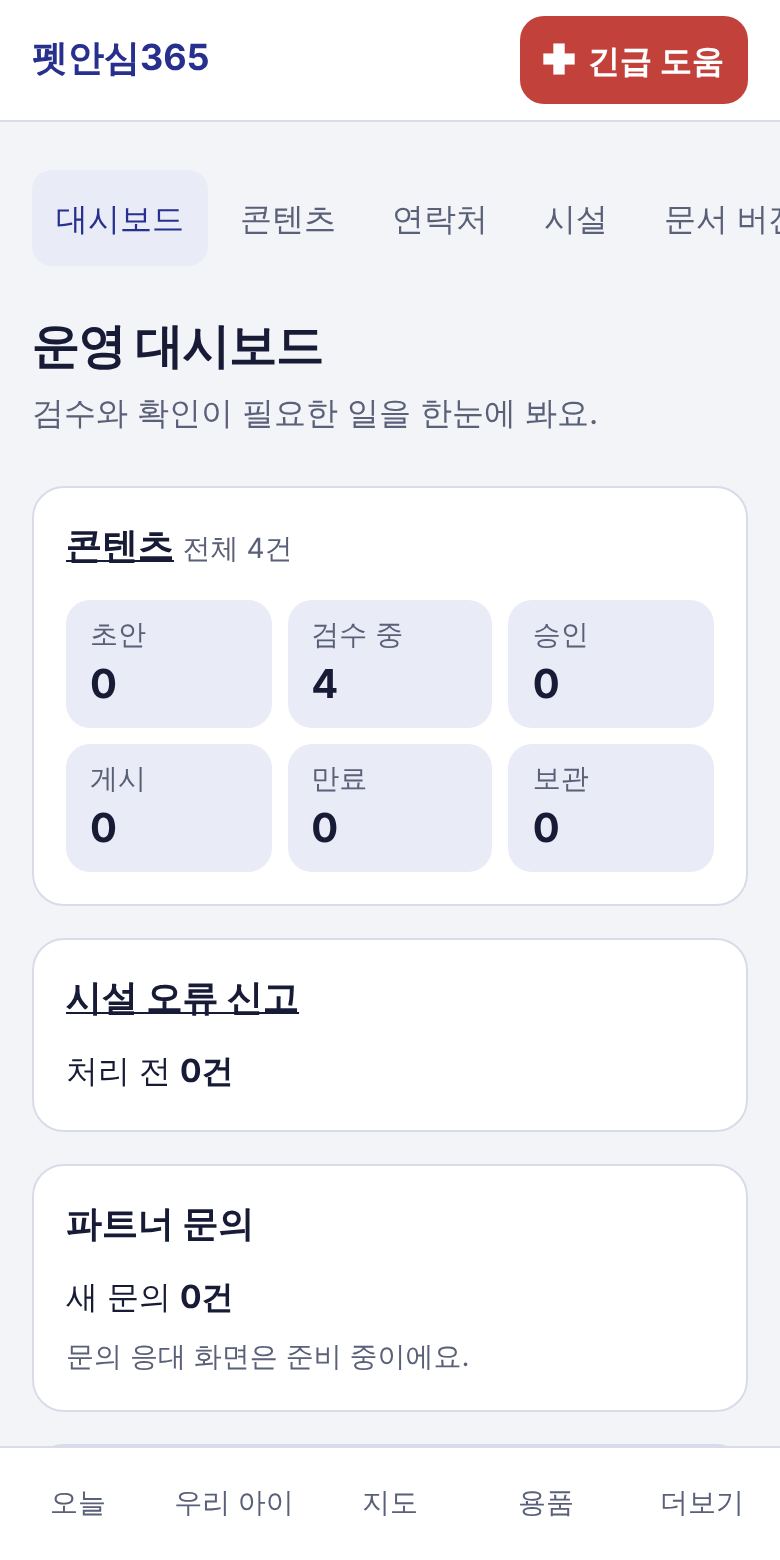 펫안심365
긴급 도움
대시보드 콘텐츠 연락처 시설 문서 버전
운영 대시보드
검수와 확인이 필요한 일을 한눈에 봐요.
콘텐츠 전체 4건
초안 검수 중 승인
0 4 0
게시 만료 보관
0 0 0
시설 오류 신고
처리 전 0건
파트너 문의
새 문의 0건
문의 응대 화면은 준비 중이에요.
오늘 우리 아이 지도 용품 더보기